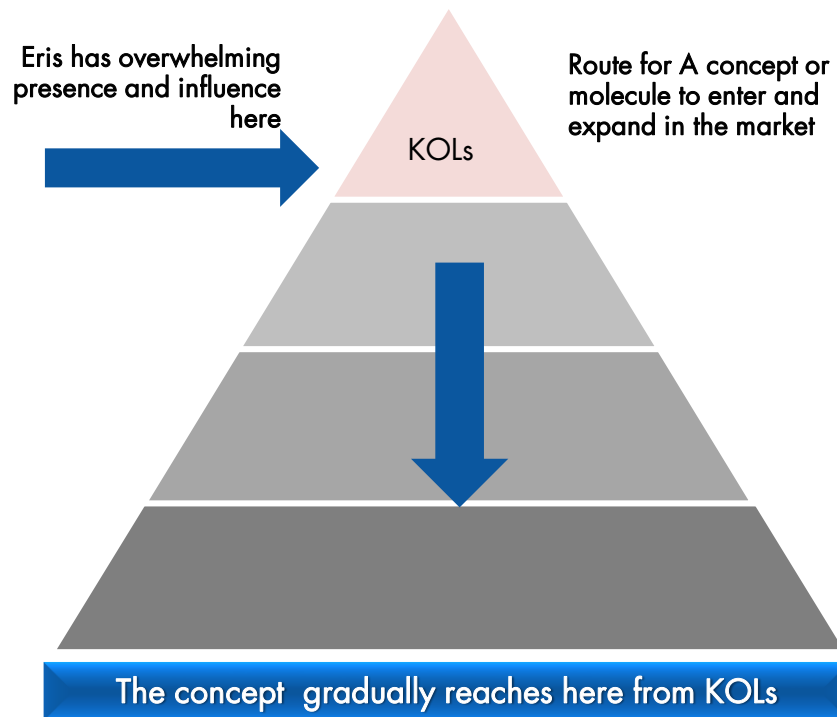 Eris has overwhelming
presence and influence
here
Route for A concept or
molecule to enter and
expand in the market
KOLs
The concept  gradually reaches here from KOLs